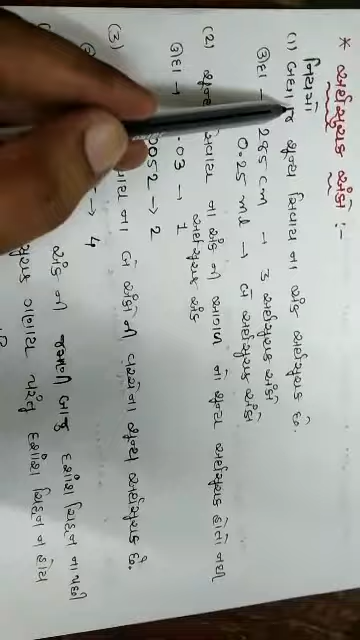 * અર્થસૂચક અંકો :-
નિયમો
(1) બધા જ શૂન્ય સિવાય ના અંક અર્થસૂચક છે.
ઉદા - 285 cm → 3 અર્થસૂચક અંકો
0.25 ml → બે અર્થસૂચક અંકો
(2) શૂન્ય સિવાય ના અંક ની આગળ નો શૂન્ય અર્થસૂચક હોતો નથી
ઉદા → .03 → 1 અર્થસૂચક અંક
0052 → 2
(3) ના બે અંકો ની વચ્ચેના શૂન્ય અર્થસૂચક છે.
→ 4
અંક ની જમણી બાજુ દશાંશ ચિહ્ન ના પછી
ગણાય પરંતુ દશાંશ ચિહ્ન ન હોય